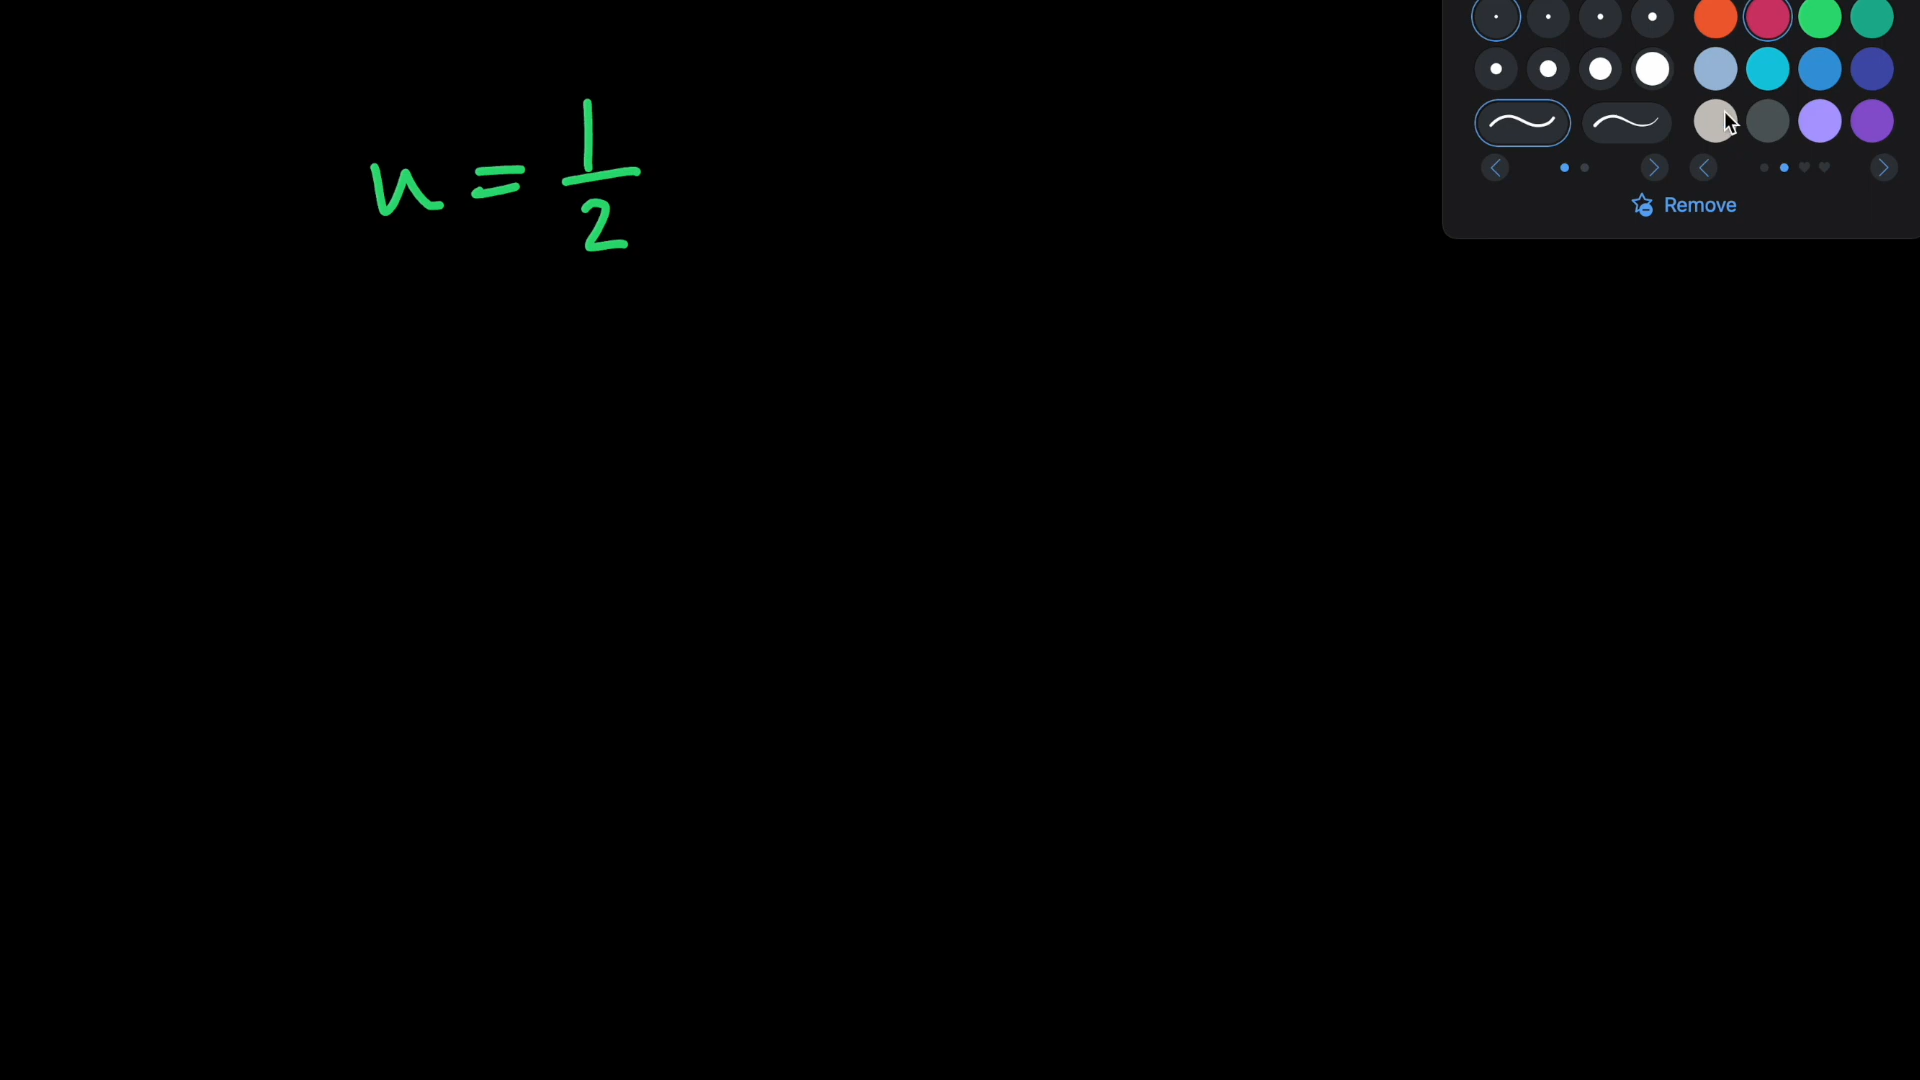 u = 1/2
Remove